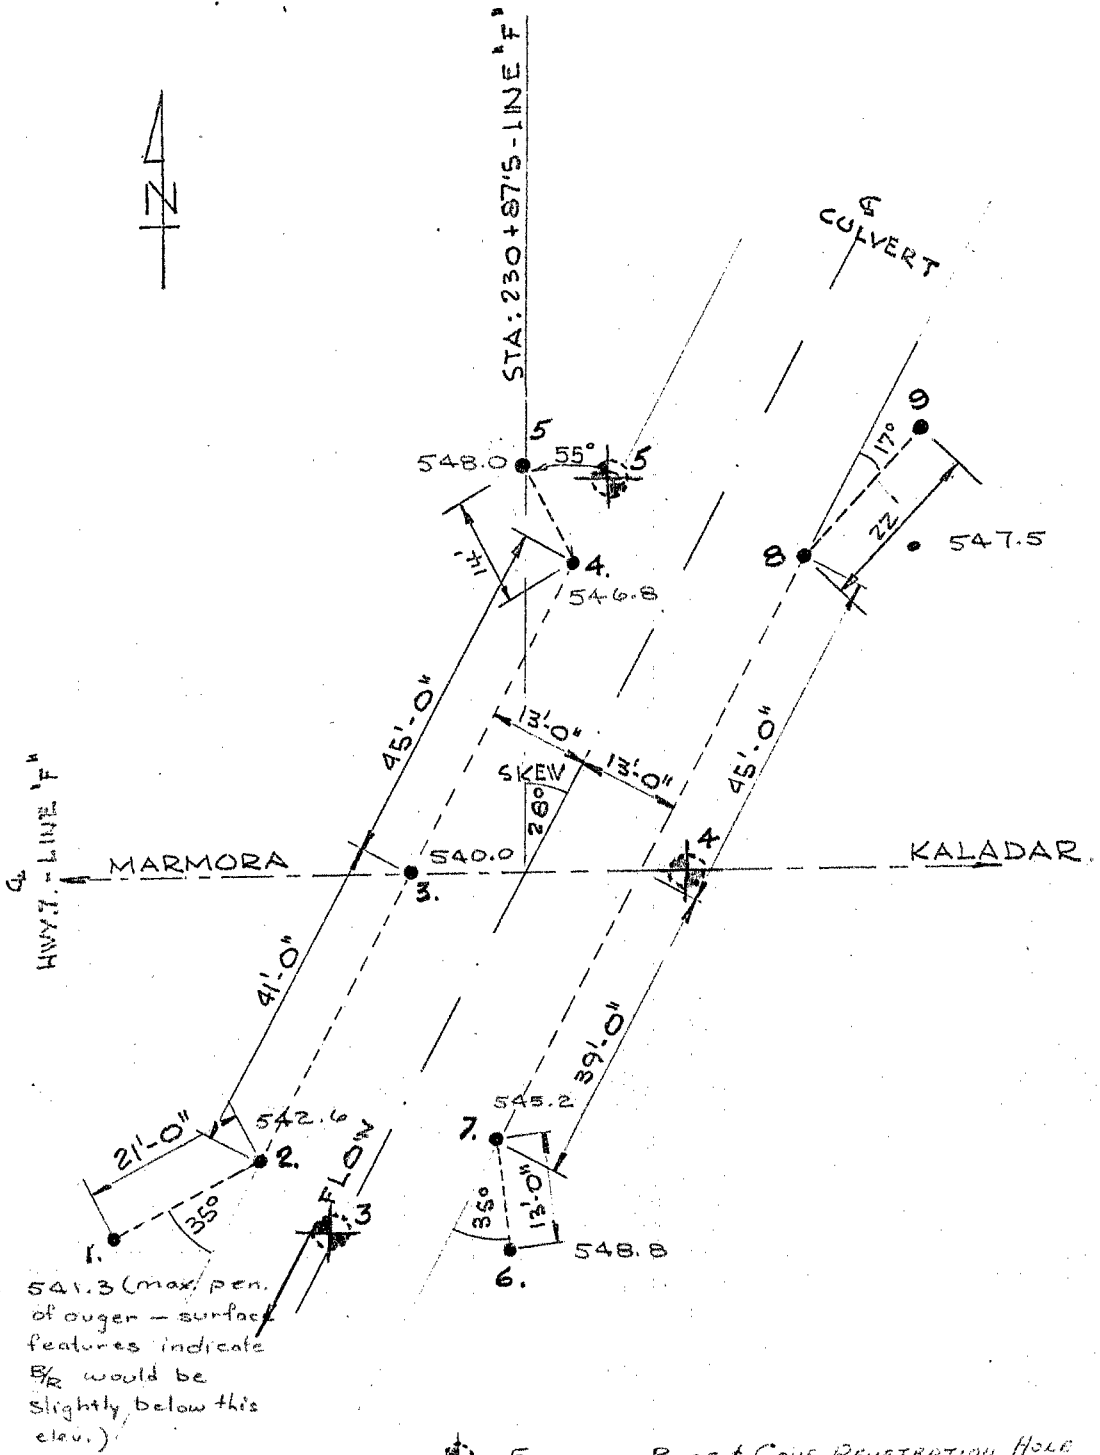 N
STA: 230+87'5 - LINE "F"
℄
CULVERT
9
17°
22'
547.5
8
5
548.0
55°
5
14'
4.
546.8
45'-0"
13'-0"
13'-0"
SKEW
28°
45'-0"
℄
HWY.7. - LINE "F"
MARMORA
540.0
3.
4
KALADAR.
41'-0"
39'-0"
542.6
545.2
21'-0"
2.
7.
FLOW
3
35°
35°
13'-0"
548.8
1.
6.
541.3 (max. pen.
of auger - surface
features indicate
B/R would be
slightly below this
elev.)
CONE PENETRATION HOLE